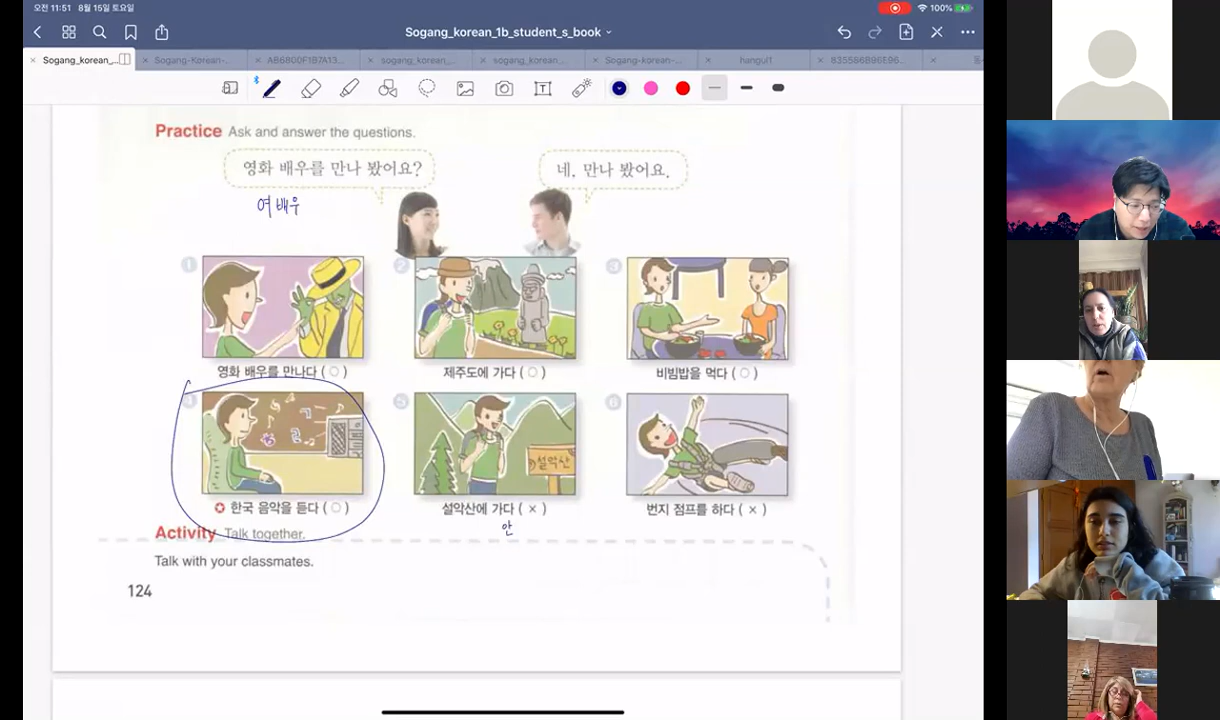 오전 11:51 8월 15일 토요일
100%
Sogang_korean_1b_student_s_book
Sogang_korean_... Sogang-Korean-... AB6800F1B7A13... sogang_korean_... sogang_korean_... Sogang-Korean-... hangul1 8355B6B96E96...
Practice Ask and answer the questions.
영화 배우를 만나 봤어요? 네, 만나 봤어요.
여배우
1 2 3
영화 배우를 만나다 ( ○ ) 제주도에 가다 ( ○ ) 비빔밥을 먹다 ( ○ )
4 5 6
설악산
✪ 한국 음악을 듣다 ( ○ ) 설악산에 가다 ( × ) 번지 점프를 하다 ( × )
안
Activity Talk together.
Talk with your classmates.
124